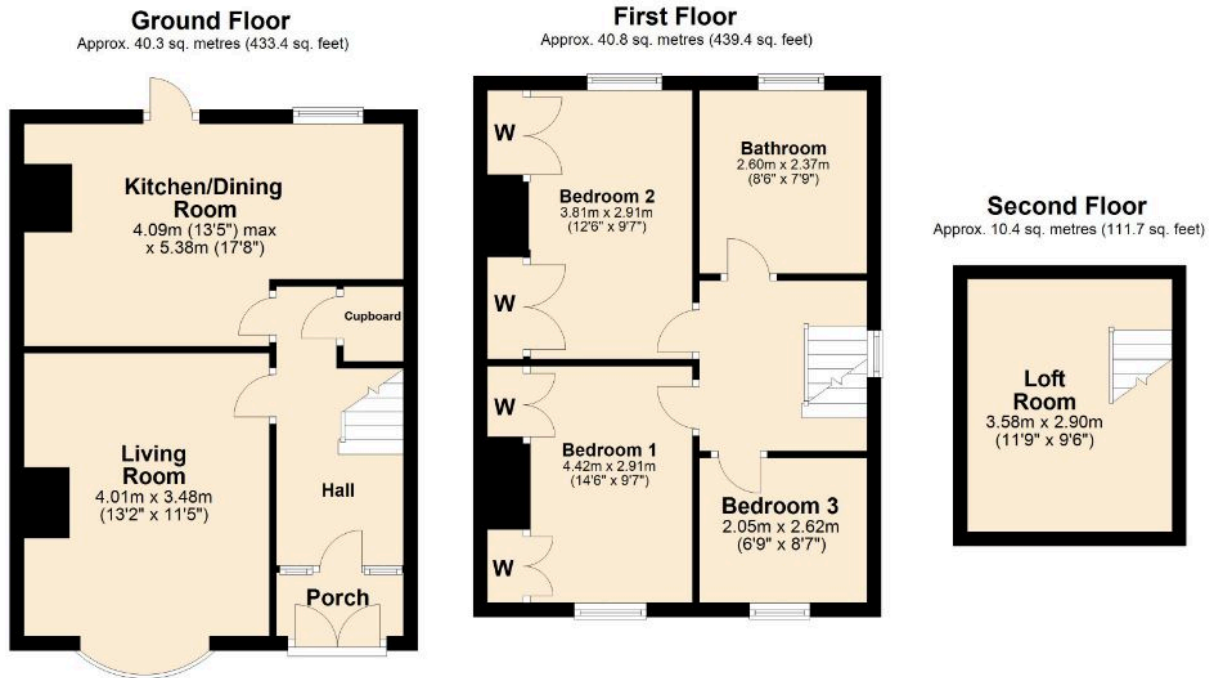 Ground Floor
Approx. 40.3 sq. metres (433.4 sq. feet)
Kitchen/Dining
Room
4.09m (13'5") max
x 5.38m (17'8")
Cupboard
Living
Room
4.01m x 3.48m
(13'2" x 11'5")
Hall
Porch
First Floor
Approx. 40.8 sq. metres (439.4 sq. feet)
W
Bedroom 2
3.81m x 2.91m
(12'6" x 9'7")
W
Bathroom
2.60m x 2.37m
(8'6" x 7'9")
W
Bedroom 1
4.42m x 2.91m
(14'6" x 9'7")
W
Bedroom 3
2.05m x 2.62m
(6'9" x 8'7")
Second Floor
Approx. 10.4 sq. metres (111.7 sq. feet)
Loft
Room
3.58m x 2.90m
(11'9" x 9'6")